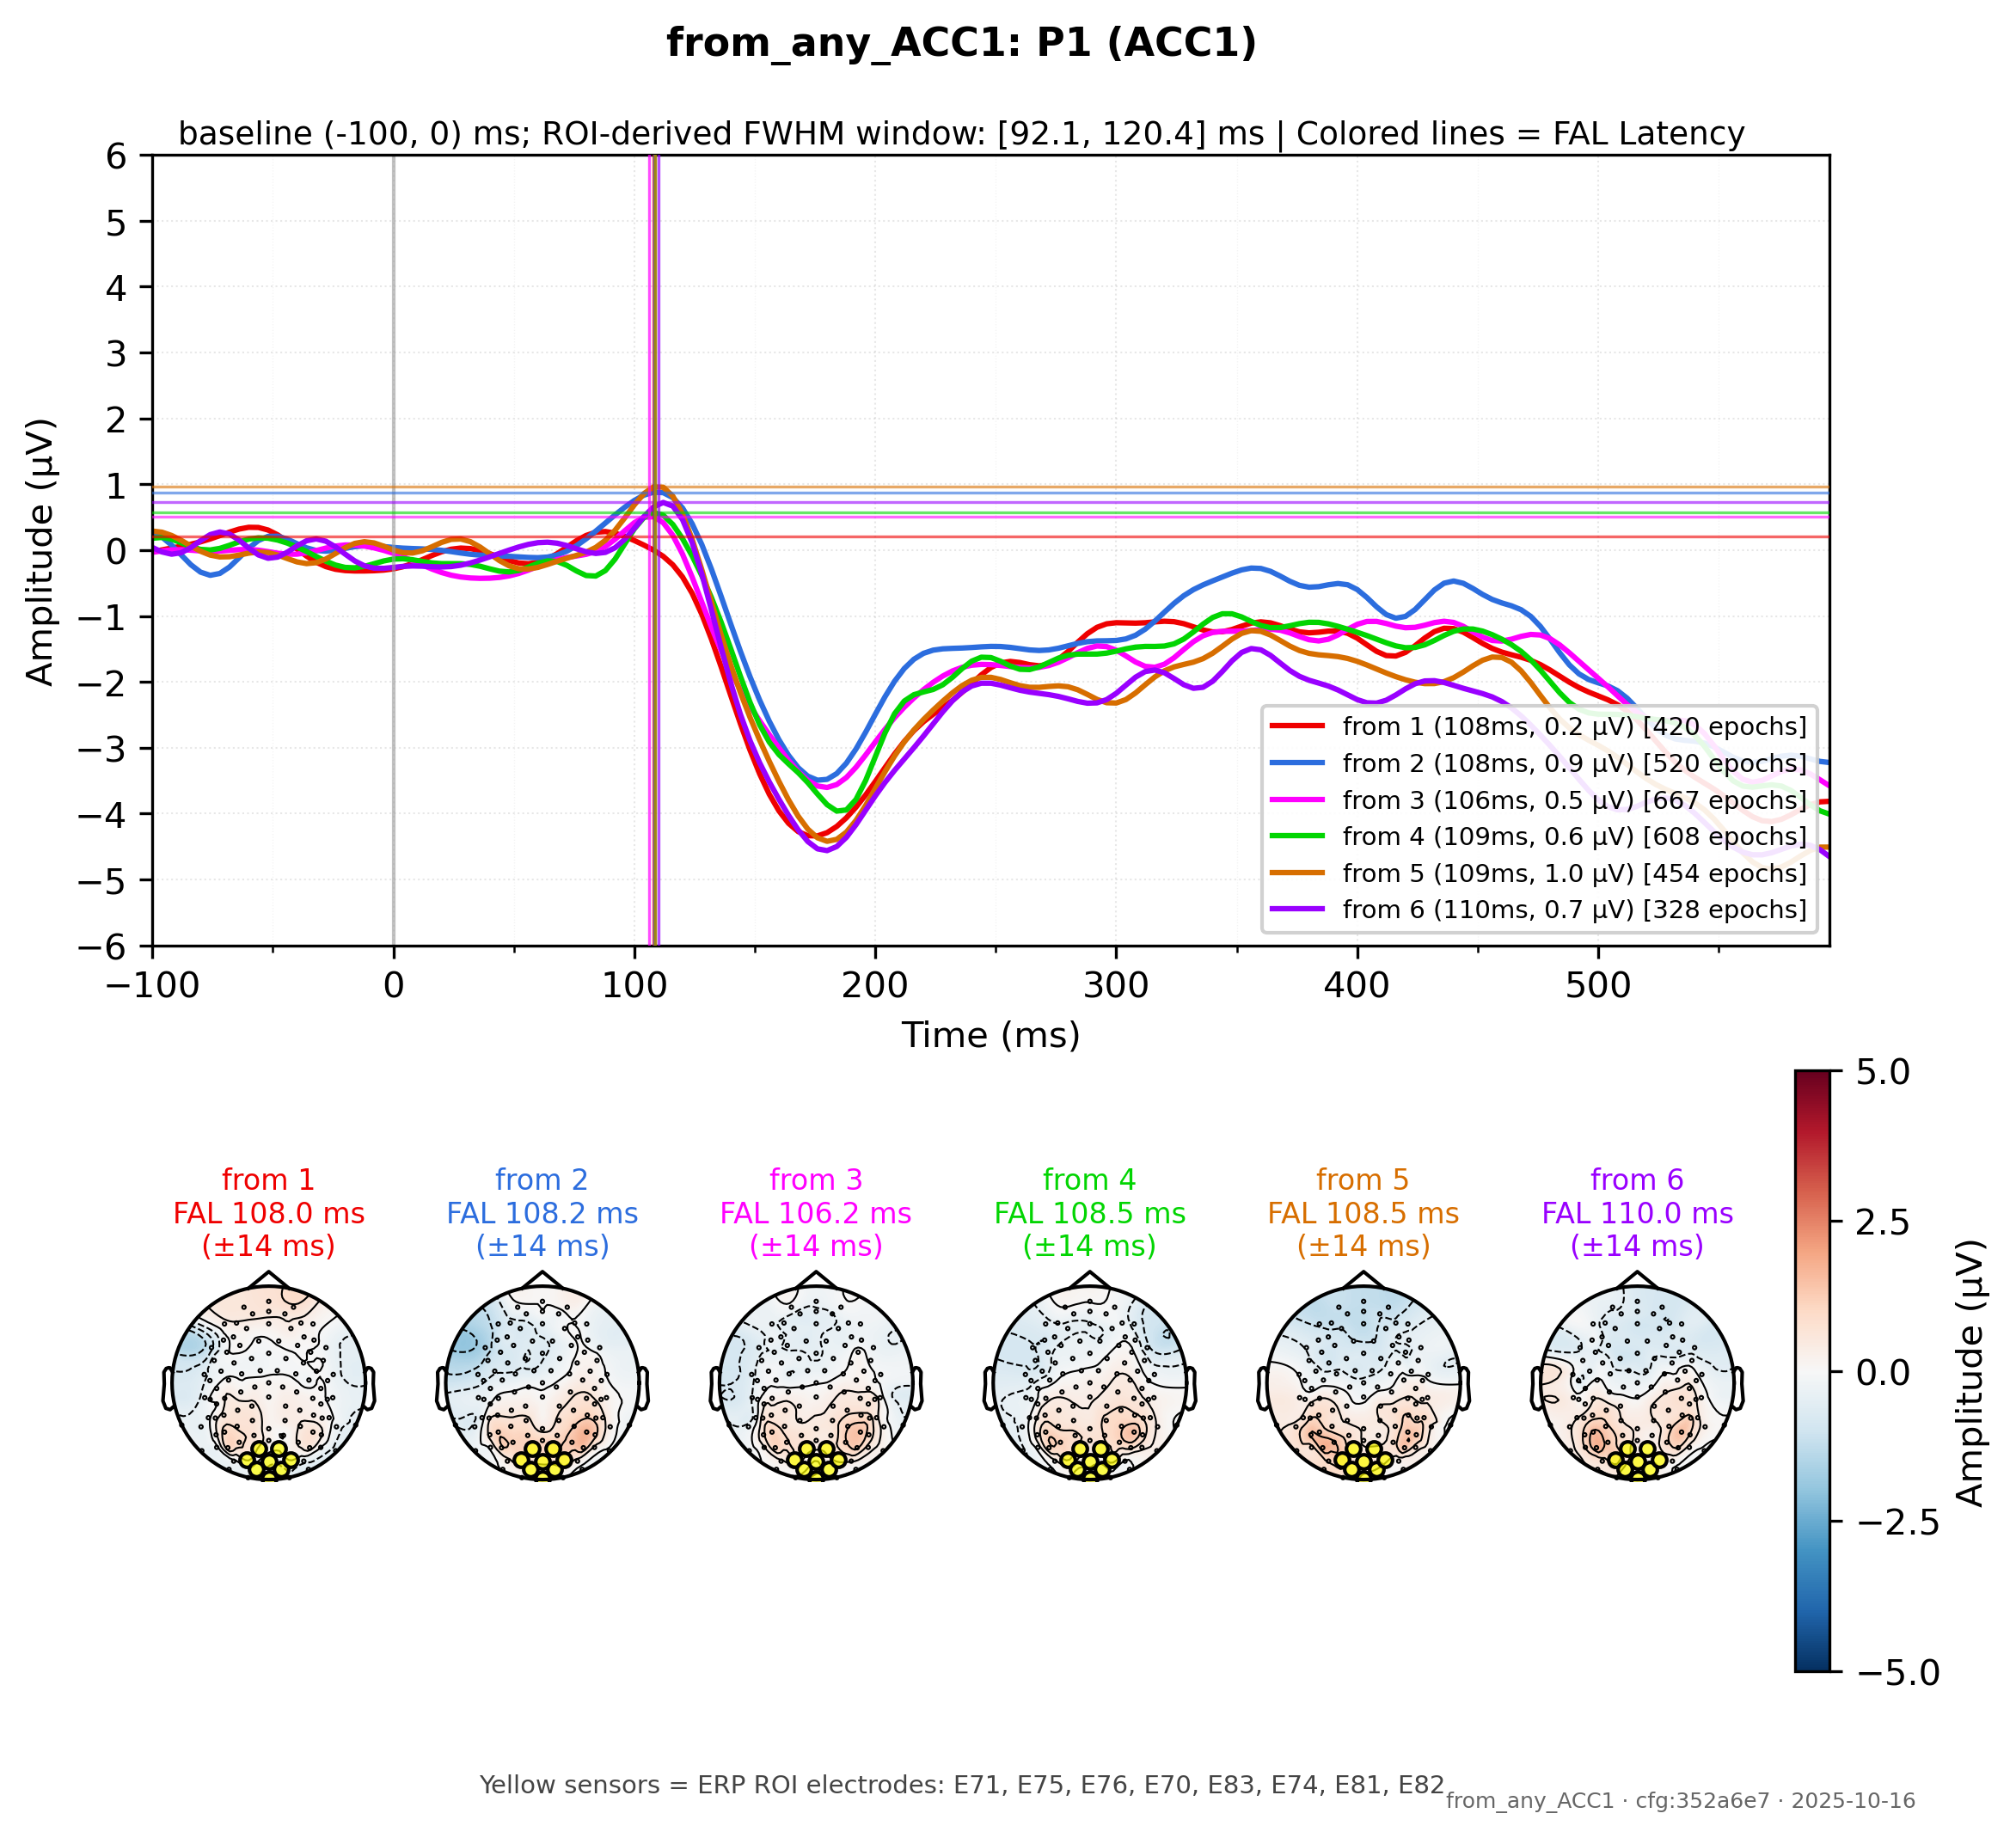 from_any_ACC1: P1 (ACC1)
baseline (-100, 0) ms; ROI-derived FWHM window: [92.1, 120.4] ms | Colored lines = FAL Latency
6
5
4
3
2
1
0
−1
−2
−3
−4
−5
−6
Amplitude (µV)
−100
0
100
200
300
400
500
Time (ms)
from 1 (108ms, 0.2 µV) [420 epochs]
from 2 (108ms, 0.9 µV) [520 epochs]
from 3 (106ms, 0.5 µV) [667 epochs]
from 4 (109ms, 0.6 µV) [608 epochs]
from 5 (109ms, 1.0 µV) [454 epochs]
from 6 (110ms, 0.7 µV) [328 epochs]
from 1
FAL 108.0 ms
(±14 ms)
from 2
FAL 108.2 ms
(±14 ms)
from 3
FAL 106.2 ms
(±14 ms)
from 4
FAL 108.5 ms
(±14 ms)
from 5
FAL 108.5 ms
(±14 ms)
from 6
FAL 110.0 ms
(±14 ms)
5.0
2.5
0.0
−2.5
−5.0
Amplitude (µV)
Yellow sensors = ERP ROI electrodes: E71, E75, E76, E70, E83, E74, E81, E82
from_any_ACC1 · cfg:352a6e7 · 2025-10-16